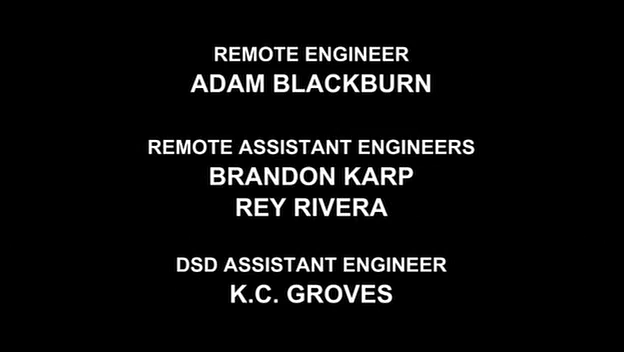 REMOTE ENGINEER
ADAM BLACKBURN
REMOTE ASSISTANT ENGINEERS
BRANDON KARP
REY RIVERA
DSD ASSISTANT ENGINEER
K.C. GROVES